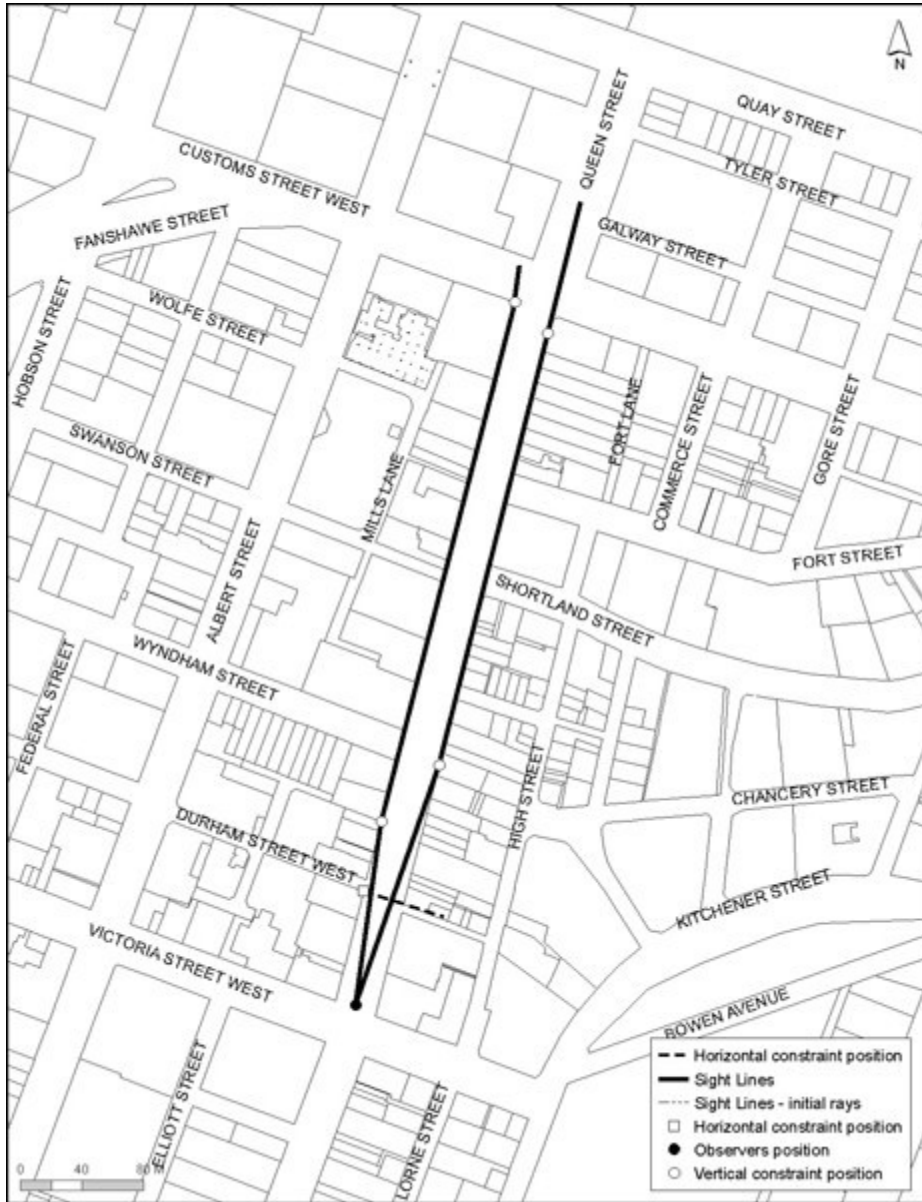 N
QUAY STREET
QUEEN STREET
TYLER STREET
CUSTOMS STREET WEST
FANSHAWE STREET
GALWAY STREET
WOLFE STREET
HOBSON STREET
SWANSON STREET
MILLS LANE
FORT LANE
COMMERCE STREET
GORE STREET
FORT STREET
ALBERT STREET
SHORTLAND STREET
WYNDHAM STREET
FEDERAL STREET
HIGH STREET
CHANCERY STREET
DURHAM STREET WEST
KITCHENER STREET
VICTORIA STREET WEST
BOWEN AVENUE
ELLIOTT STREET
LORNE STREET
Horizontal constraint position
Sight Lines
Sight Lines - initial rays
Horizontal constraint position
Observers position
Vertical constraint position
0 20 40 80 M